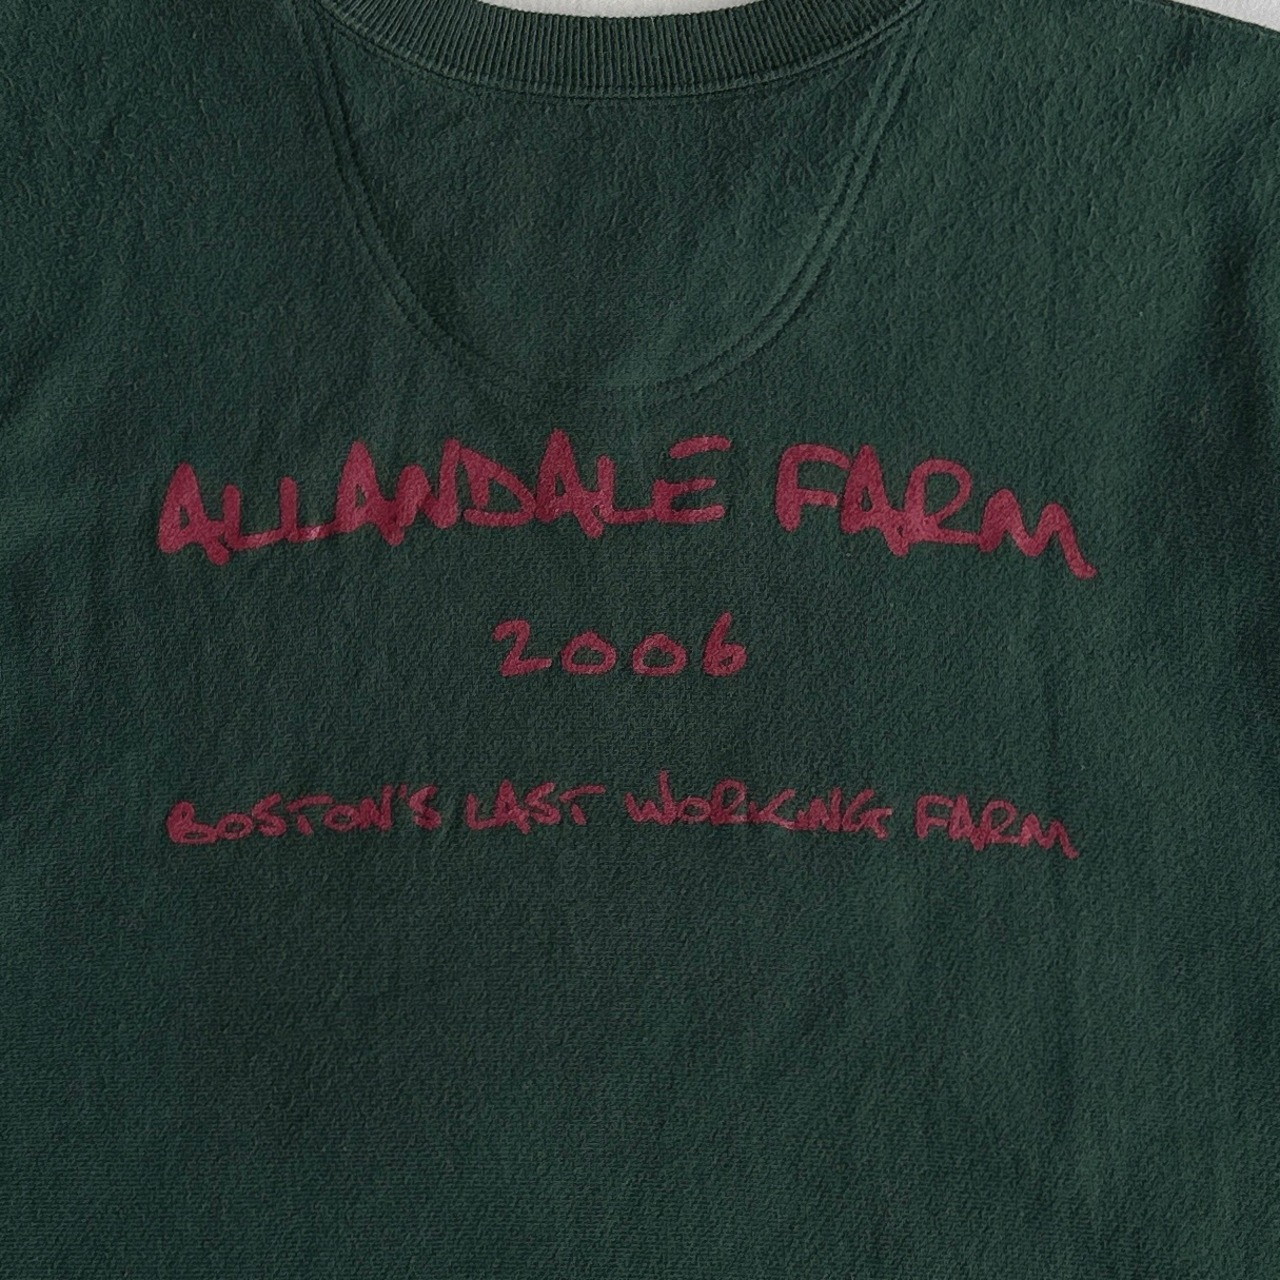 ALLANDALE FARM
2006
BOSTON'S LAST WORKING FARM